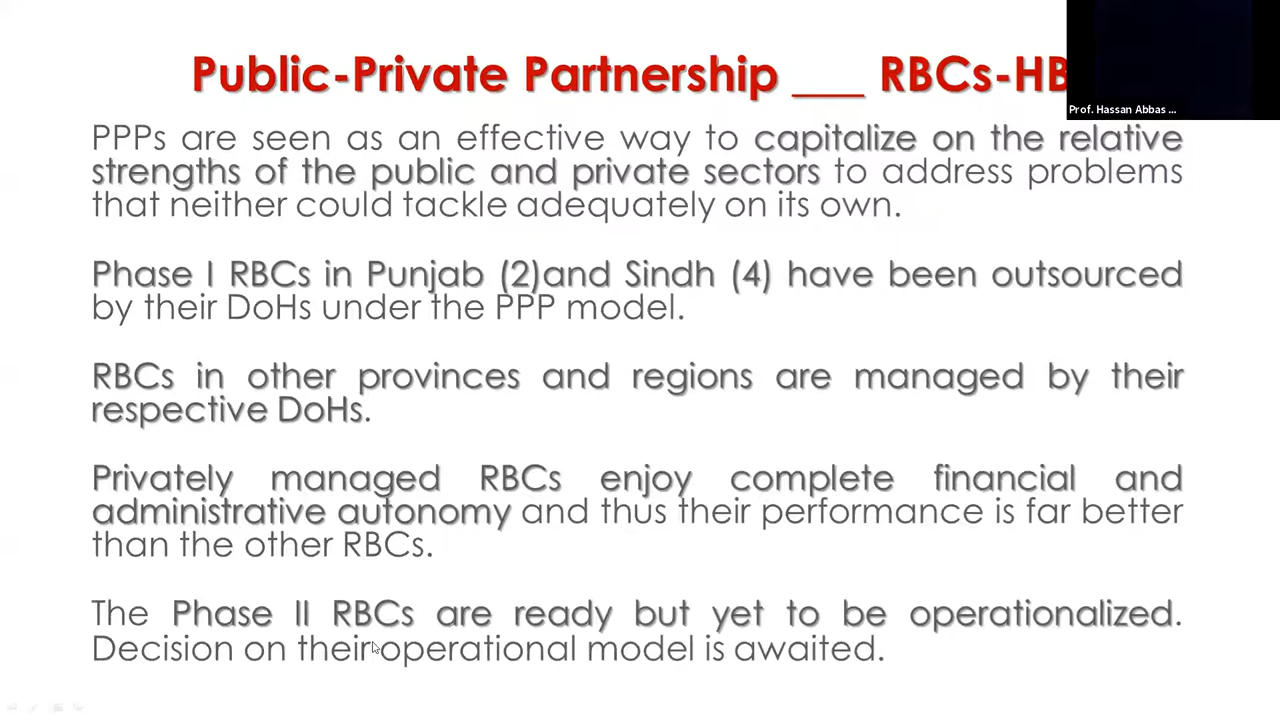 Public-Private Partnership ___ RBCs-HB
Prof. Hassan Abbas ...
PPPs are seen as an effective way to capitalize on the relative
strengths of the public and private sectors to address problems
that neither could tackle adequately on its own.
Phase I RBCs in Punjab (2)and Sindh (4) have been outsourced
by their DoHs under the PPP model.
RBCs in other provinces and regions are managed by their
respective DoHs.
Privately managed RBCs enjoy complete financial and
administrative autonomy and thus their performance is far better
than the other RBCs.
The Phase II RBCs are ready but yet to be operationalized.
Decision on their operational model is awaited.